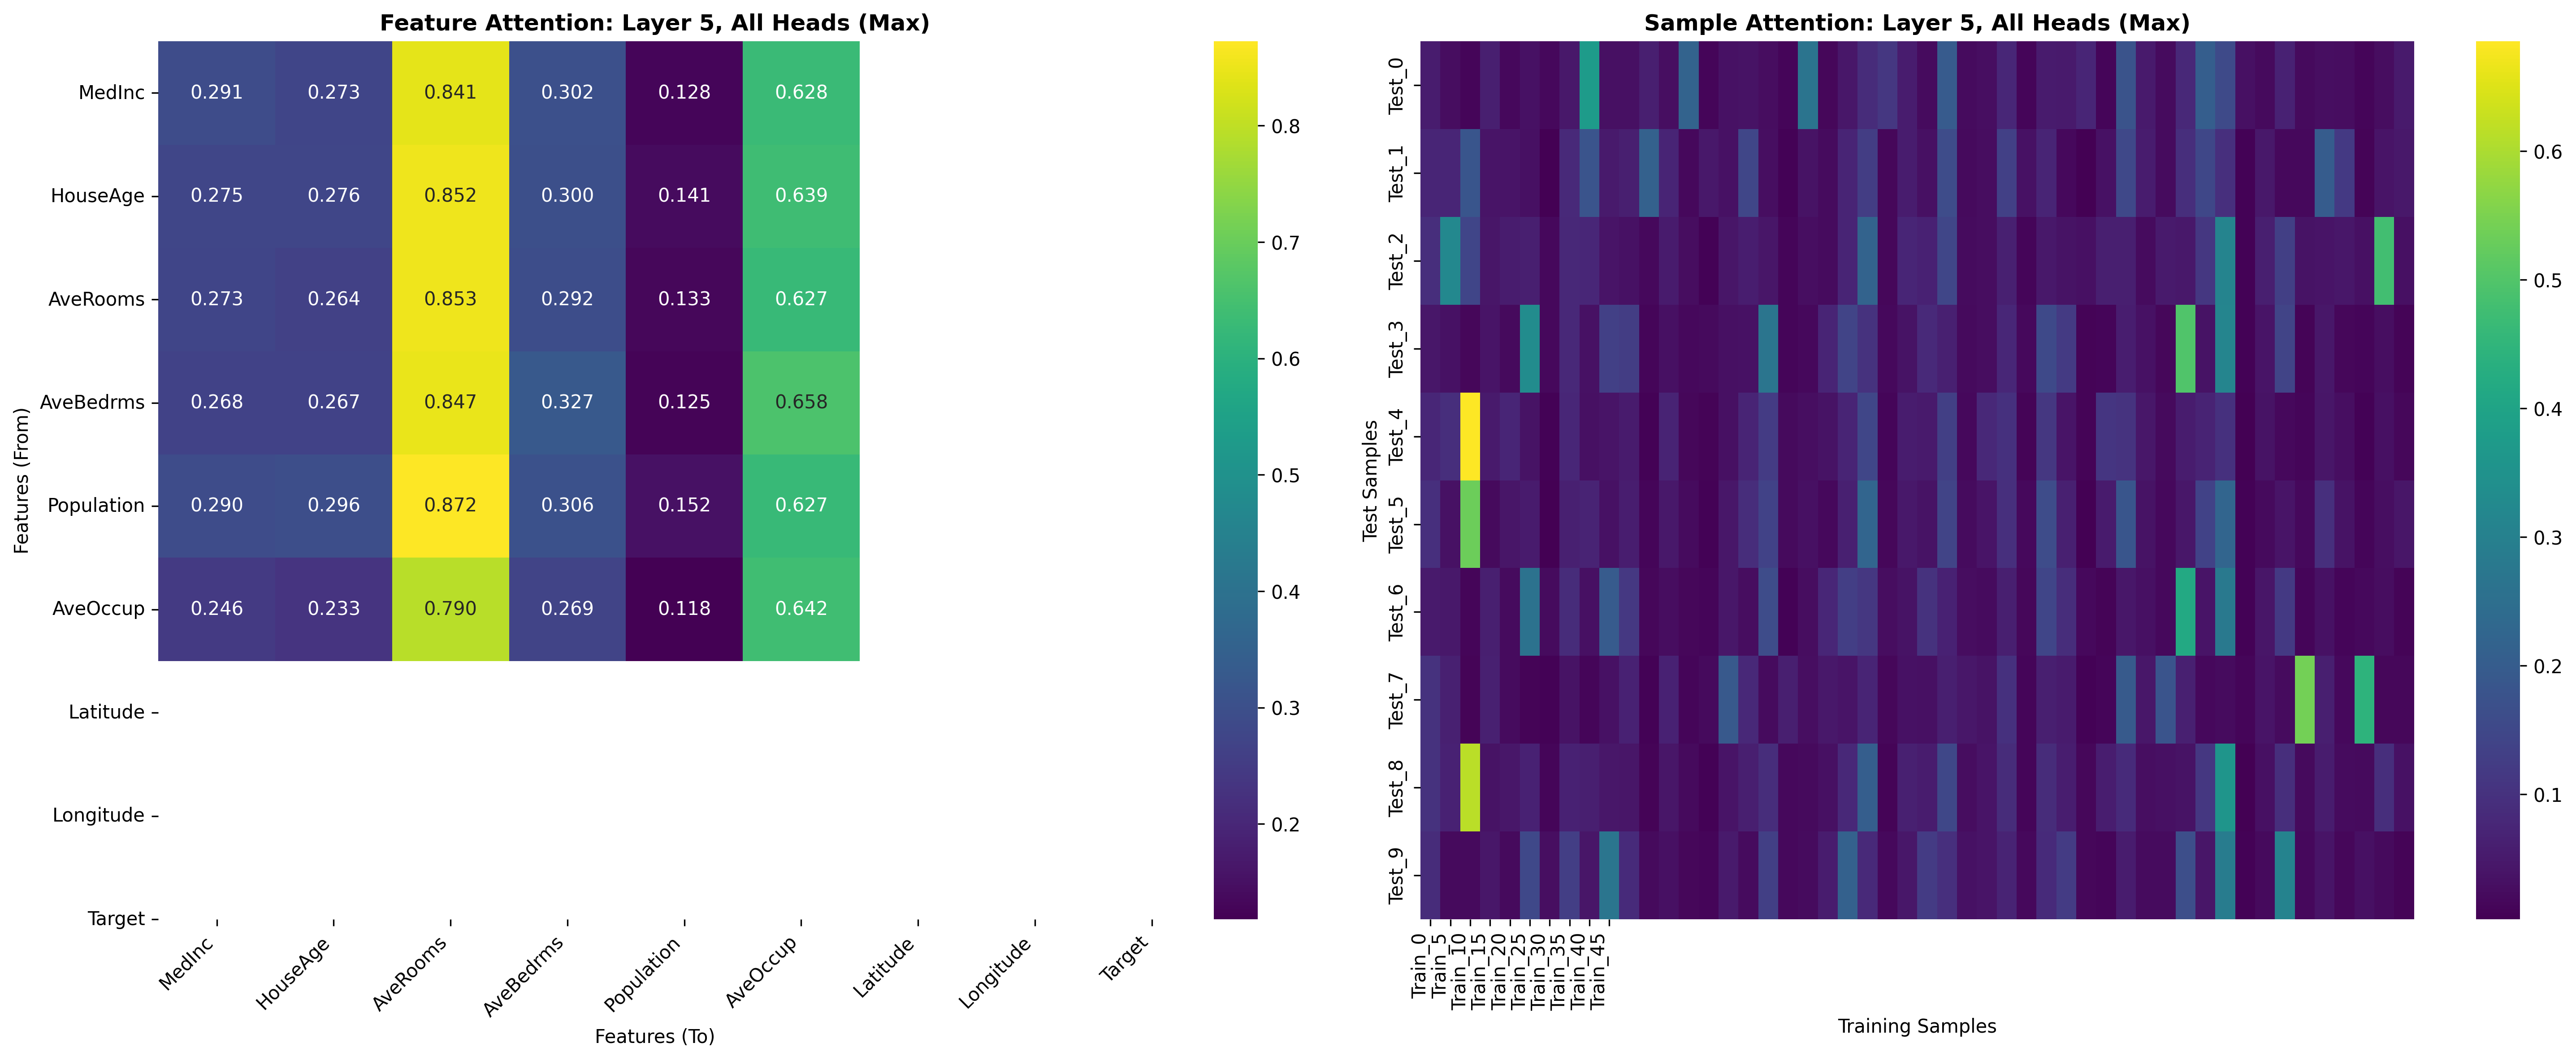 Feature Attention: Layer 5, All Heads (Max)
MedInc 0.291 0.273 0.841 0.302 0.128 0.628
HouseAge 0.275 0.276 0.852 0.300 0.141 0.639
AveRooms 0.273 0.264 0.853 0.292 0.133 0.627
AveBedrms 0.268 0.267 0.847 0.327 0.125 0.658
Population 0.290 0.296 0.872 0.306 0.152 0.627
AveOccup 0.246 0.233 0.790 0.269 0.118 0.642
Latitude
Longitude
Target
Features (From)
MedInc HouseAge AveRooms AveBedrms Population AveOccup Latitude Longitude Target
Features (To)
0.8
0.7
0.6
0.5
0.4
0.3
0.2
Sample Attention: Layer 5, All Heads (Max)
Test_0
Test_1
Test_2
Test_3
Test_4
Test_5
Test_6
Test_7
Test_8
Test_9
Test Samples
Train_0 Train_5 Train_10 Train_15 Train_20 Train_25 Train_30 Train_35 Train_40 Train_45
Training Samples
0.6
0.5
0.4
0.3
0.2
0.1